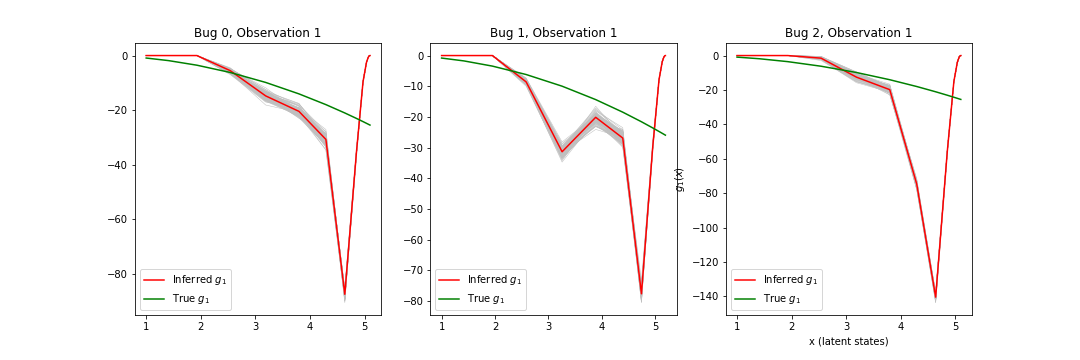 Bug 0, Observation 1
0
−20
−40
−60
−80
1 2 3 4 5
Inferred g₁
True g₁
Bug 1, Observation 1
0
−10
−20
−30
−40
−50
−60
−70
−80
1 2 3 4 5
Inferred g₁
True g₁
Bug 2, Observation 1
g₁(x)
0
−20
−40
−60
−80
−100
−120
−140
1 2 3 4 5
x (latent states)
Inferred g₁
True g₁